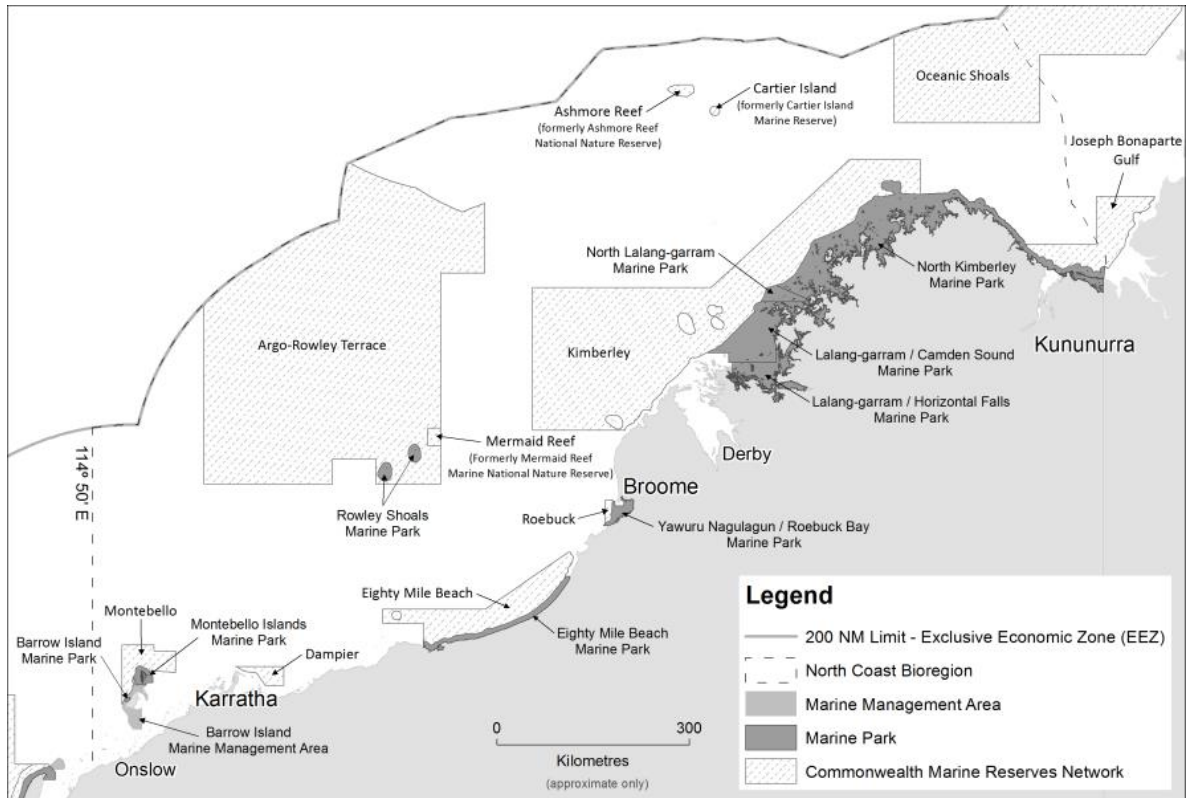 Oceanic Shoals
Cartier Island
(formerly Cartier Island
Marine Reserve)
Ashmore Reef
(formerly Ashmore Reef
National Nature Reserve)
Joseph Bonaparte
Gulf
North Lalang-garram
Marine Park
North Kimberley
Marine Park
Argo-Rowley Terrace
Kimberley
Kununurra
Lalang-garram / Camden Sound
Marine Park
Lalang-garram / Horizontal Falls
Marine Park
Mermaid Reef
(Formerly Mermaid Reef
Marine National Nature Reserve)
Derby
114° 50' E
Broome
Rowley Shoals
Marine Park
Roebuck
Yawuru Nagulagun / Roebuck Bay
Marine Park
Eighty Mile Beach
Montebello
Montebello Islands
Marine Park
Barrow Island
Marine Park
Eighty Mile Beach
Marine Park
Dampier
Karratha
Barrow Island
Marine Management Area
Onslow
0 300
Kilometres
(approximate only)
Legend
200 NM Limit - Exclusive Economic Zone (EEZ)
North Coast Bioregion
Marine Management Area
Marine Park
Commonwealth Marine Reserves Network